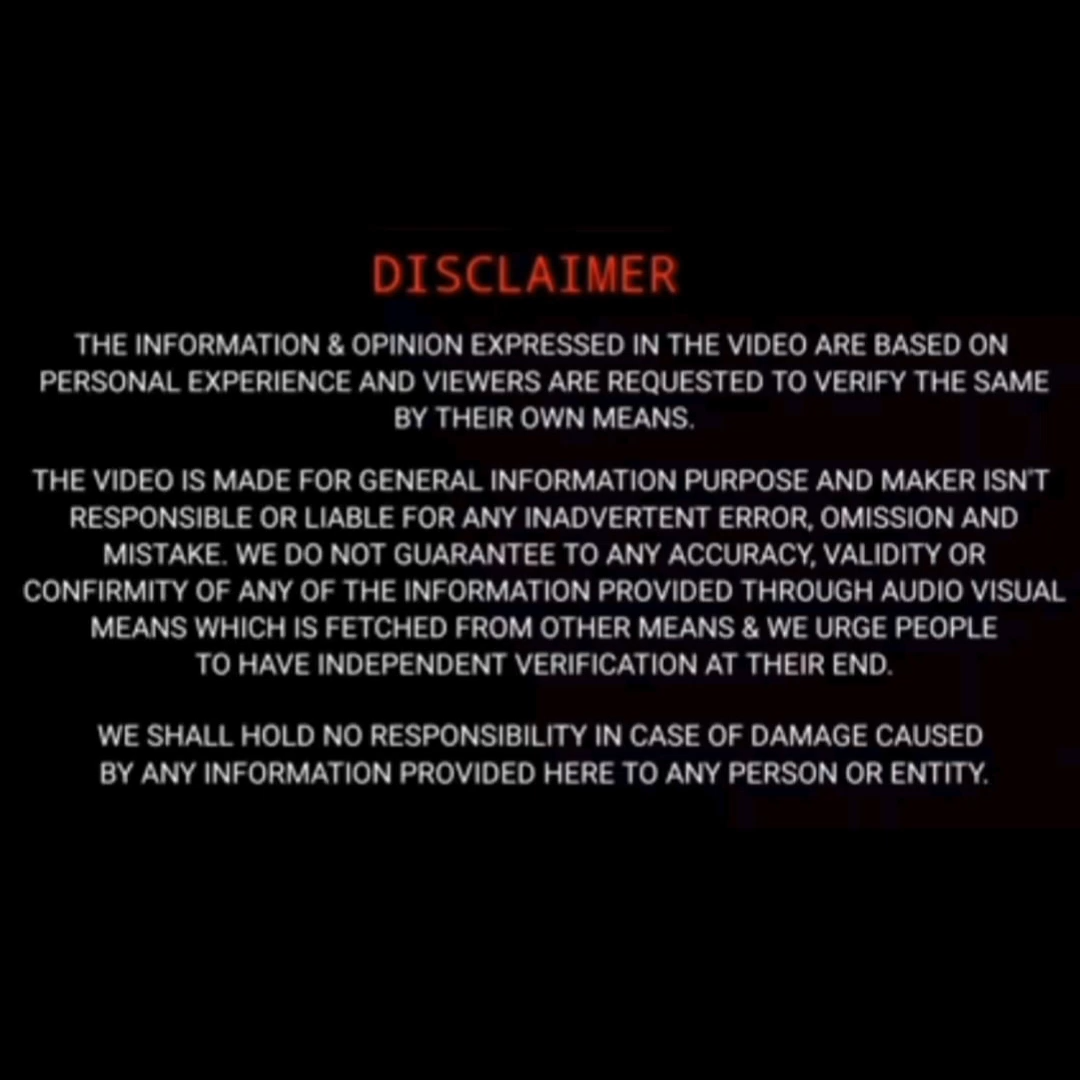 DISCLAIMER
THE INFORMATION & OPINION EXPRESSED IN THE VIDEO ARE BASED ON
PERSONAL EXPERIENCE AND VIEWERS ARE REQUESTED TO VERIFY THE SAME
BY THEIR OWN MEANS.
THE VIDEO IS MADE FOR GENERAL INFORMATION PURPOSE AND MAKER ISN'T
RESPONSIBLE OR LIABLE FOR ANY INADVERTENT ERROR, OMISSION AND
MISTAKE. WE DO NOT GUARANTEE TO ANY ACCURACY, VALIDITY OR
CONFIRMITY OF ANY OF THE INFORMATION PROVIDED THROUGH AUDIO VISUAL
MEANS WHICH IS FETCHED FROM OTHER MEANS & WE URGE PEOPLE
TO HAVE INDEPENDENT VERIFICATION AT THEIR END.
WE SHALL HOLD NO RESPONSIBILITY IN CASE OF DAMAGE CAUSED
BY ANY INFORMATION PROVIDED HERE TO ANY PERSON OR ENTITY.